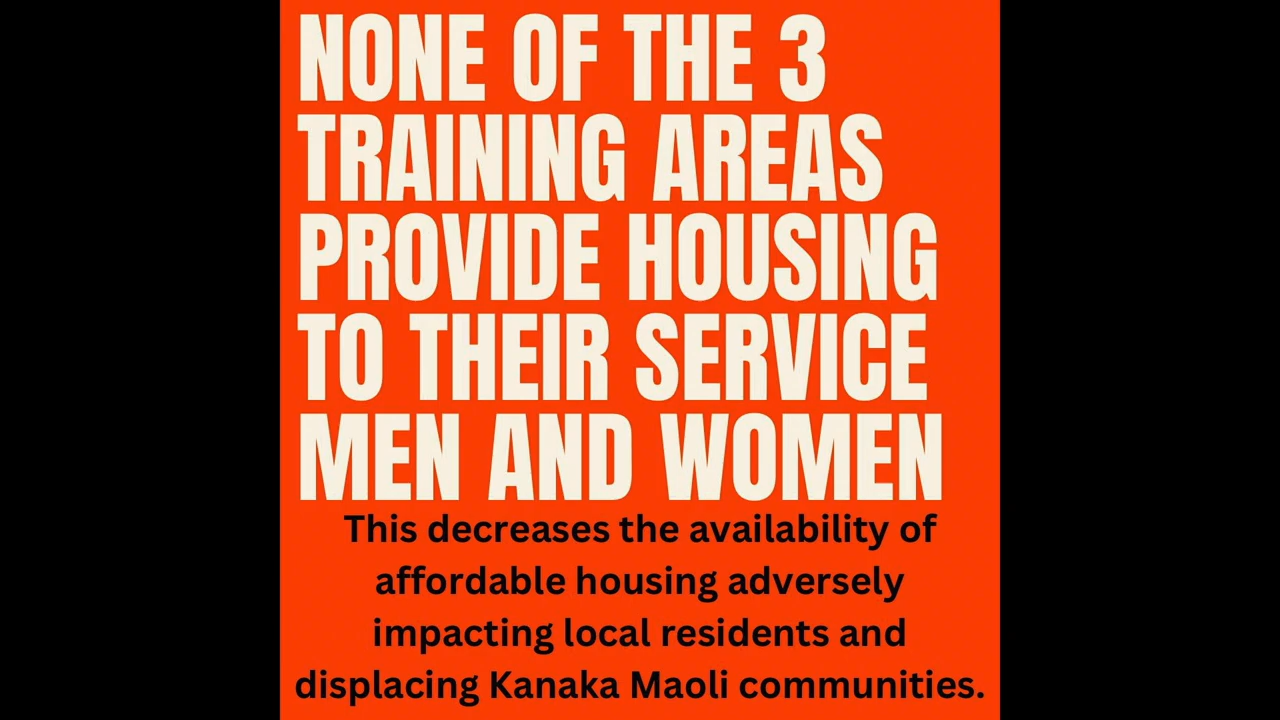 NONE OF THE 3
TRAINING AREAS
PROVIDE HOUSING
TO THEIR SERVICE
MEN AND WOMEN
This decreases the availability of
affordable housing adversely
impacting local residents and
displacing Kanaka Maoli communities.